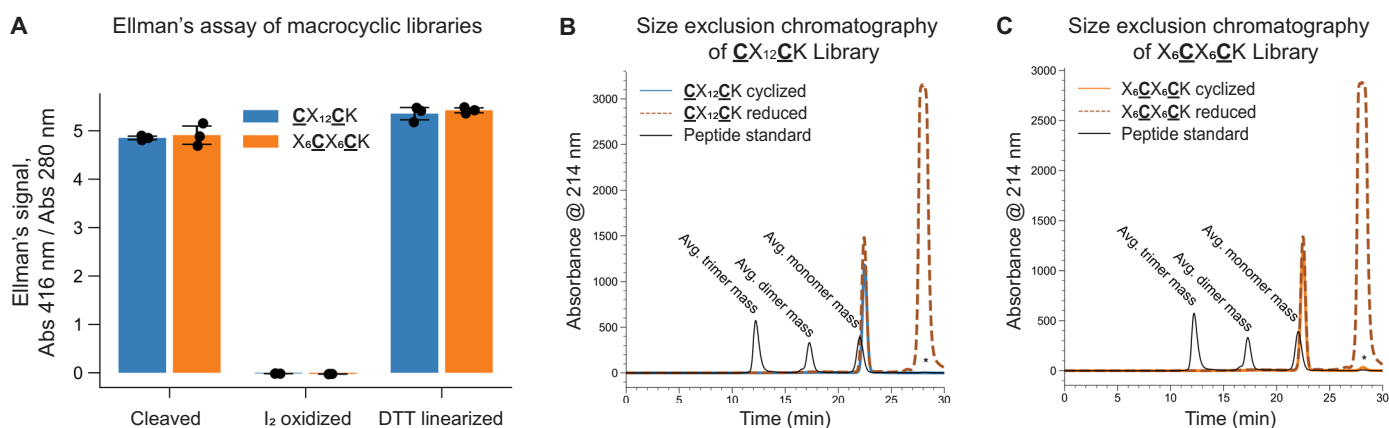 A
Ellman's assay of macrocyclic libraries
Ellman's signal,
Abs 416 nm / Abs 280 nm
5
4
3
2
1
0
CX₁₂CK
X₆CX₆CK
Cleaved
I₂ oxidized
DTT linearized
B
Size exclusion chromatography
of CX₁₂CK Library
CX₁₂CK cyclized
CX₁₂CK reduced
Peptide standard
Absorbance @ 214 nm
3000
2500
2000
1500
1000
500
0
Avg. trimer mass
Avg. dimer mass
Avg. monomer mass
*
0
5
10
15
20
25
30
Time (min)
C
Size exclusion chromatography
of X₆CX₆CK Library
X₆CX₆CK cyclized
X₆CX₆CK reduced
Peptide standard
Absorbance @ 214 nm
3000
2500
2000
1500
1000
500
0
Avg. trimer mass
Avg. dimer mass
Avg. monomer mass
*
0
5
10
15
20
25
30
Time (min)